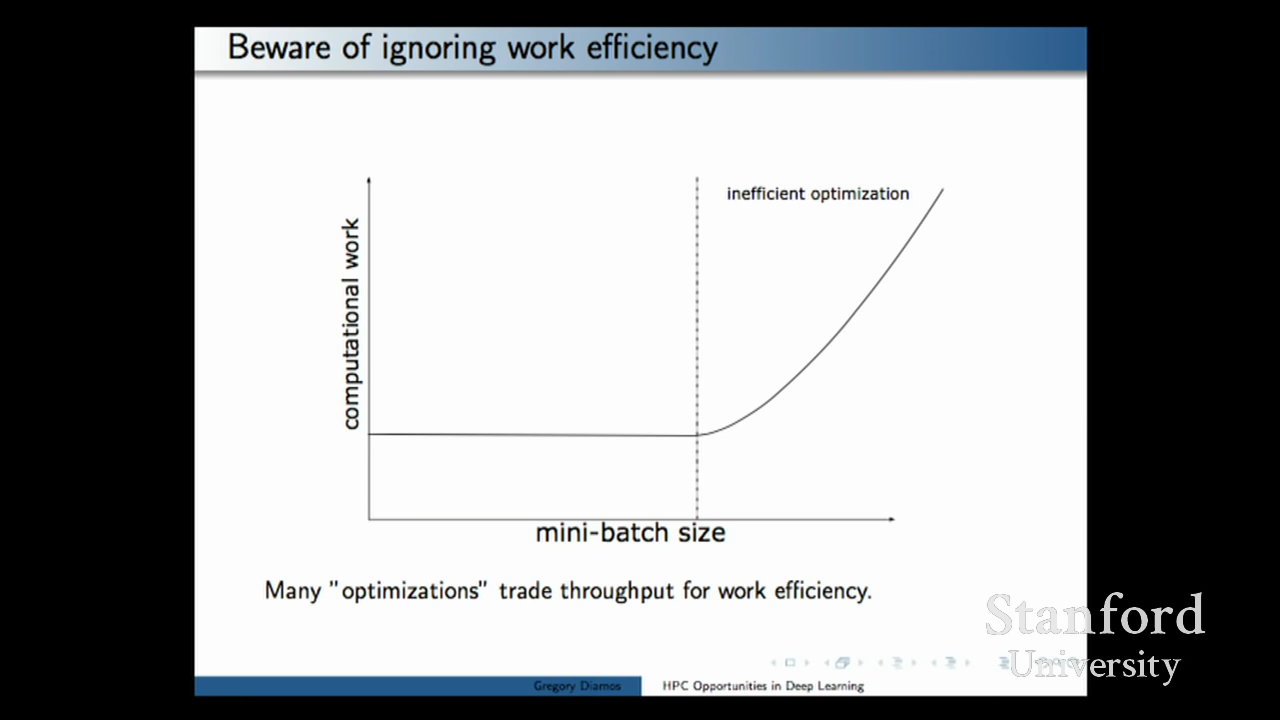 Beware of ignoring work efficiency
inefficient optimization
computational work
mini-batch size
Many "optimizations" trade throughput for work efficiency.
Stanford
University
Gregory Diamos
HPC Opportunities in Deep Learning